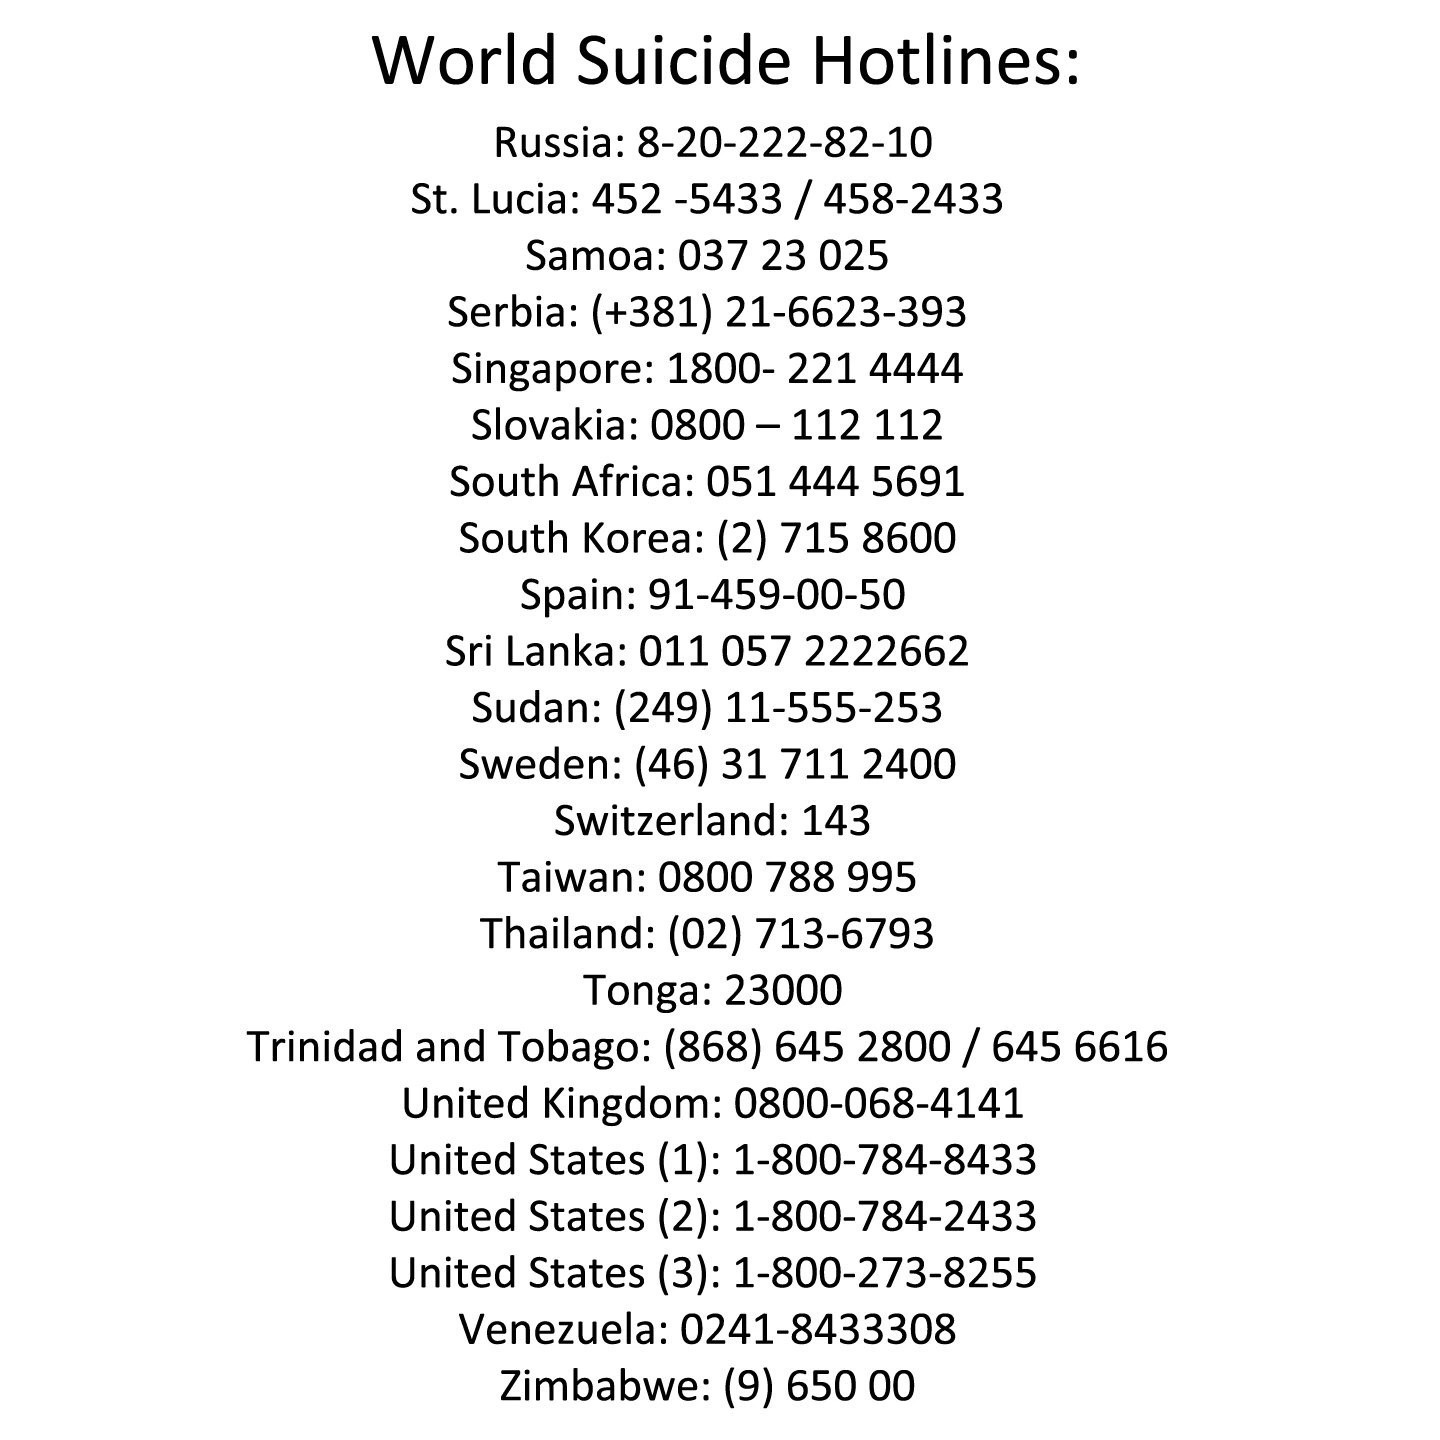 World Suicide Hotlines:
Russia: 8-20-222-82-10
St. Lucia: 452 -5433 / 458-2433
Samoa: 037 23 025
Serbia: (+381) 21-6623-393
Singapore: 1800- 221 4444
Slovakia: 0800 – 112 112
South Africa: 051 444 5691
South Korea: (2) 715 8600
Spain: 91-459-00-50
Sri Lanka: 011 057 2222662
Sudan: (249) 11-555-253
Sweden: (46) 31 711 2400
Switzerland: 143
Taiwan: 0800 788 995
Thailand: (02) 713-6793
Tonga: 23000
Trinidad and Tobago: (868) 645 2800 / 645 6616
United Kingdom: 0800-068-4141
United States (1): 1-800-784-8433
United States (2): 1-800-784-2433
United States (3): 1-800-273-8255
Venezuela: 0241-8433308
Zimbabwe: (9) 650 00